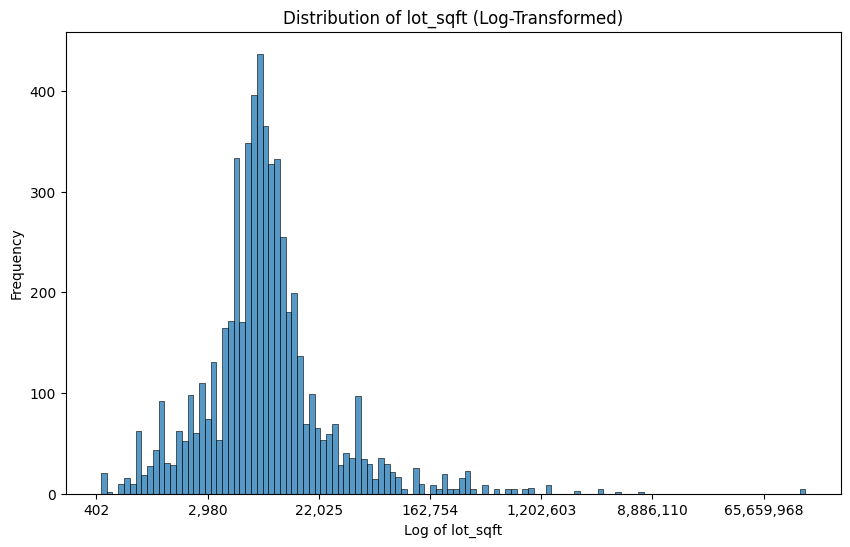 Distribution of lot_sqft (Log-Transformed)
Frequency
400
300
200
100
0
402 2,980 22,025 162,754 1,202,603 8,886,110 65,659,968
Log of lot_sqft